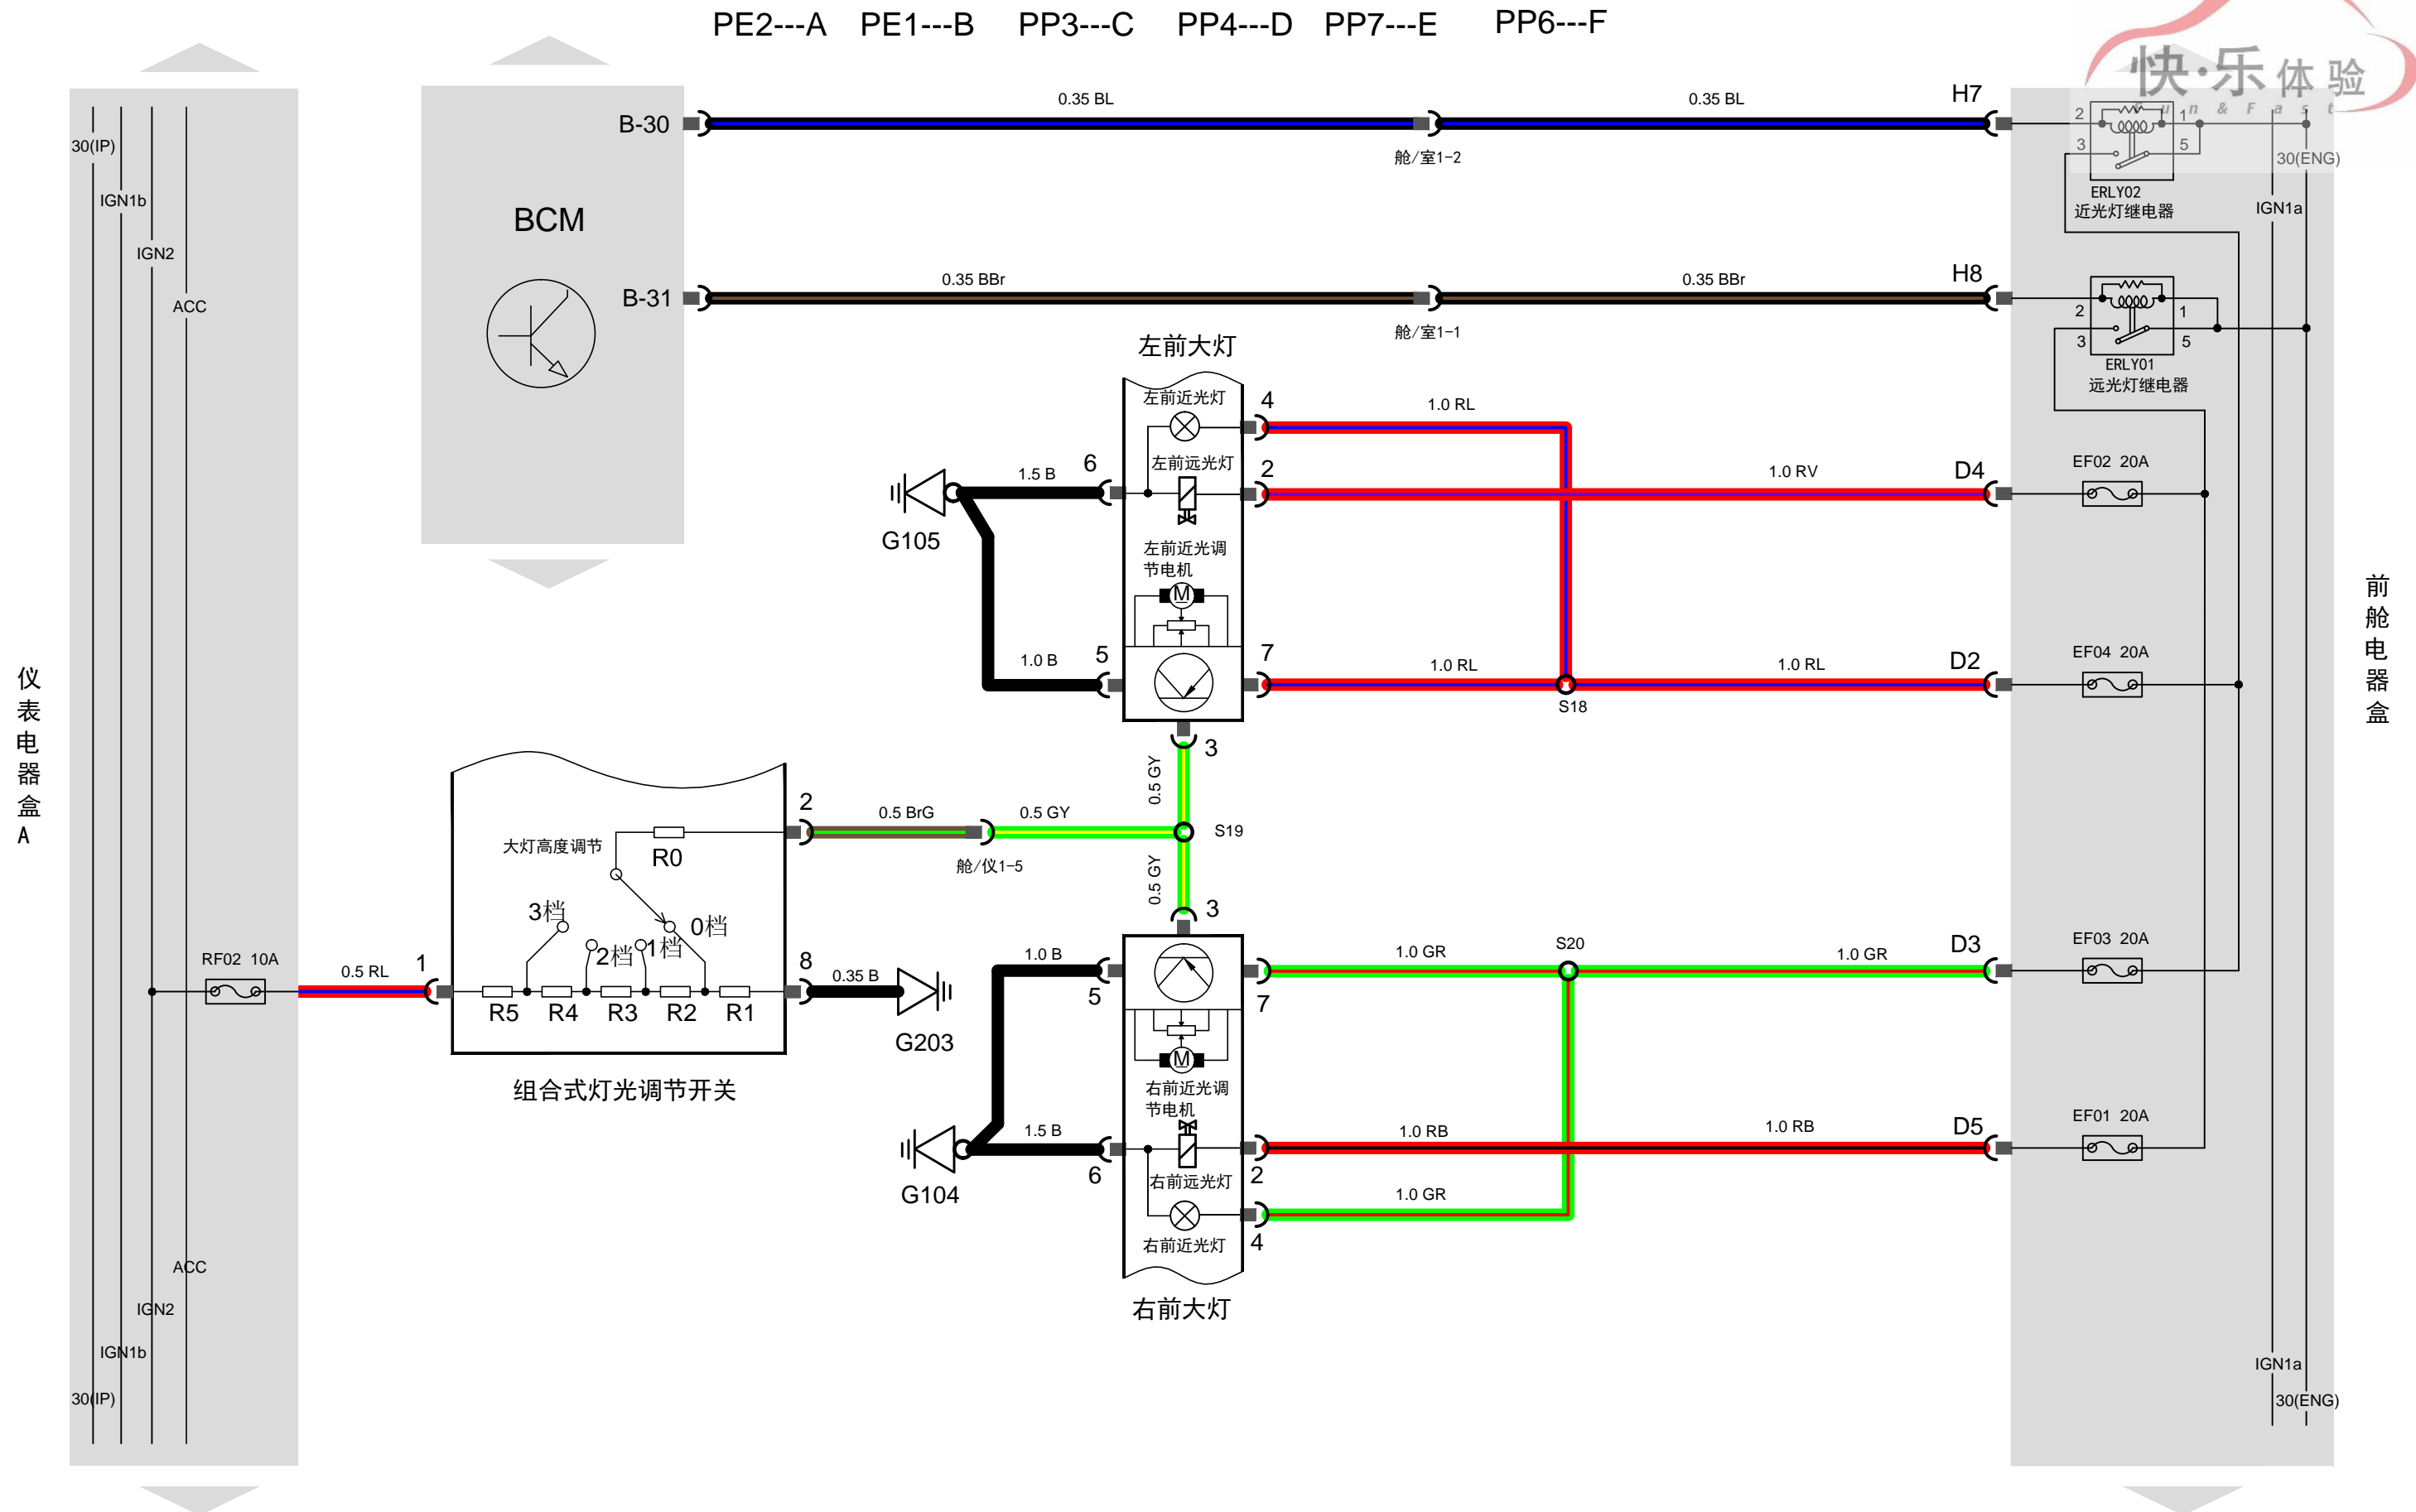 PE2---A PE1---B PP3---C PP4---D PP7---E PP6---F
快·乐体验
Fun & Fast
B-30
0.35 BL
0.35 BL
H7
舱/室1-2
2
1
3
5
ERLY02
近光灯继电器
30(IP)
IGN1b
IGN2
ACC
BCM
30(ENG)
IGN1a
B-31
0.35 BBr
0.35 BBr
H8
舱/室1-1
2
1
3
5
ERLY01
远光灯继电器
左前大灯
左前近光灯
4
1.0 RL
左前远光灯
6
1.5 B
2
1.0 RV
D4
EF02 20A
G105
左前近光调
节电机
M
1.0 B
5
7
1.0 RL
1.0 RL
D2
EF04 20A
S18
3
0.5 GY
仪表电器盒A
前舱电器盒
2
0.5 BrG
0.5 GY
S19
舱/仪1-5
大灯高度调节
R0
0.5 GY
3档
2档
1档
0档
3
RF02 10A
0.5 RL
1
R5
R4
R3
R2
R1
8
0.35 B
G203
组合式灯光调节开关
1.0 B
5
7
1.0 GR
S20
1.0 GR
D3
EF03 20A
M
右前近光调
节电机
1.5 B
6
G104
右前远光灯
2
1.0 RB
1.0 RB
D5
EF01 20A
1.0 GR
4
右前近光灯
右前大灯
ACC
IGN2
IGN1b
30(IP)
IGN1a
30(ENG)